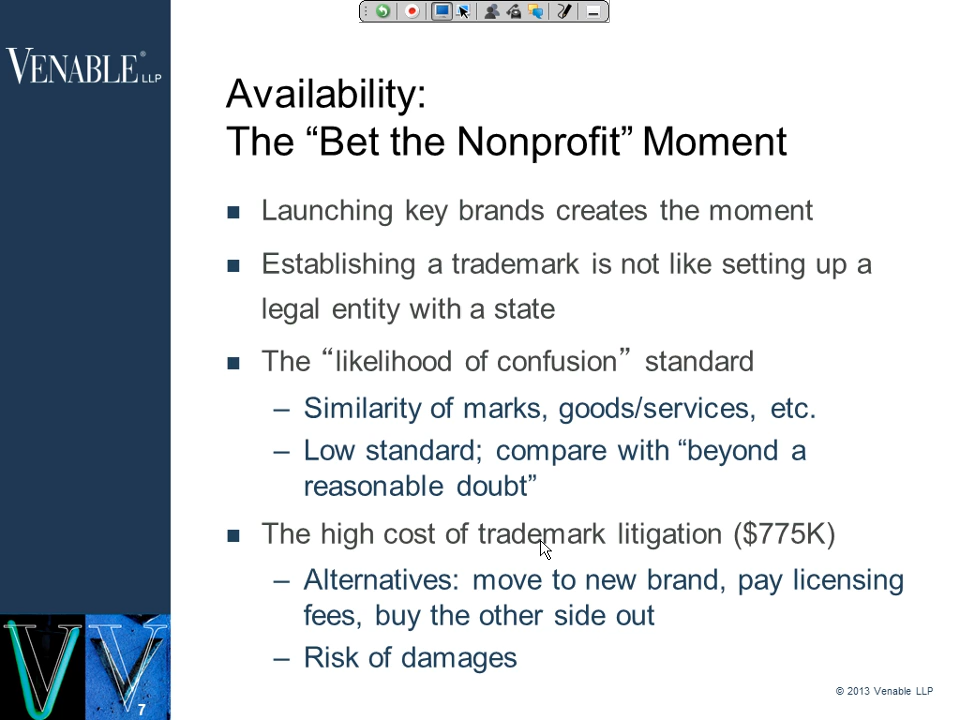 VENABLE® LLP
Availability:
The “Bet the Nonprofit” Moment
Launching key brands creates the moment
Establishing a trademark is not like setting up a
legal entity with a state
The “likelihood of confusion” standard
– Similarity of marks, goods/services, etc.
– Low standard; compare with “beyond a
reasonable doubt”
The high cost of trademark litigation ($775K)
– Alternatives: move to new brand, pay licensing
fees, buy the other side out
– Risk of damages
© 2013 Venable LLP
V V
7